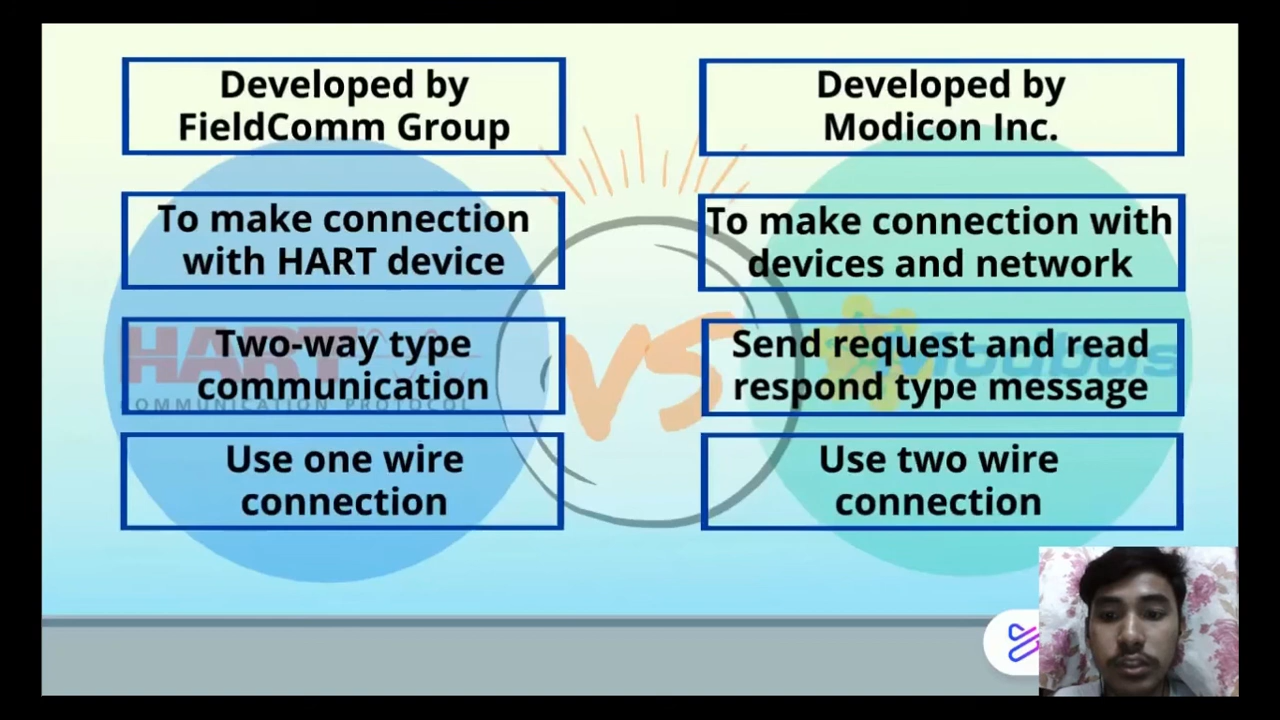 Developed by
FieldComm Group
To make connection
with HART device
Two-way type
communication
Use one wire
connection
HART
COMMUNICATION PROTOCOL
VS
Developed by
Modicon Inc.
To make connection with
devices and network
Send request and read
respond type message
Use two wire
connection
Modbus